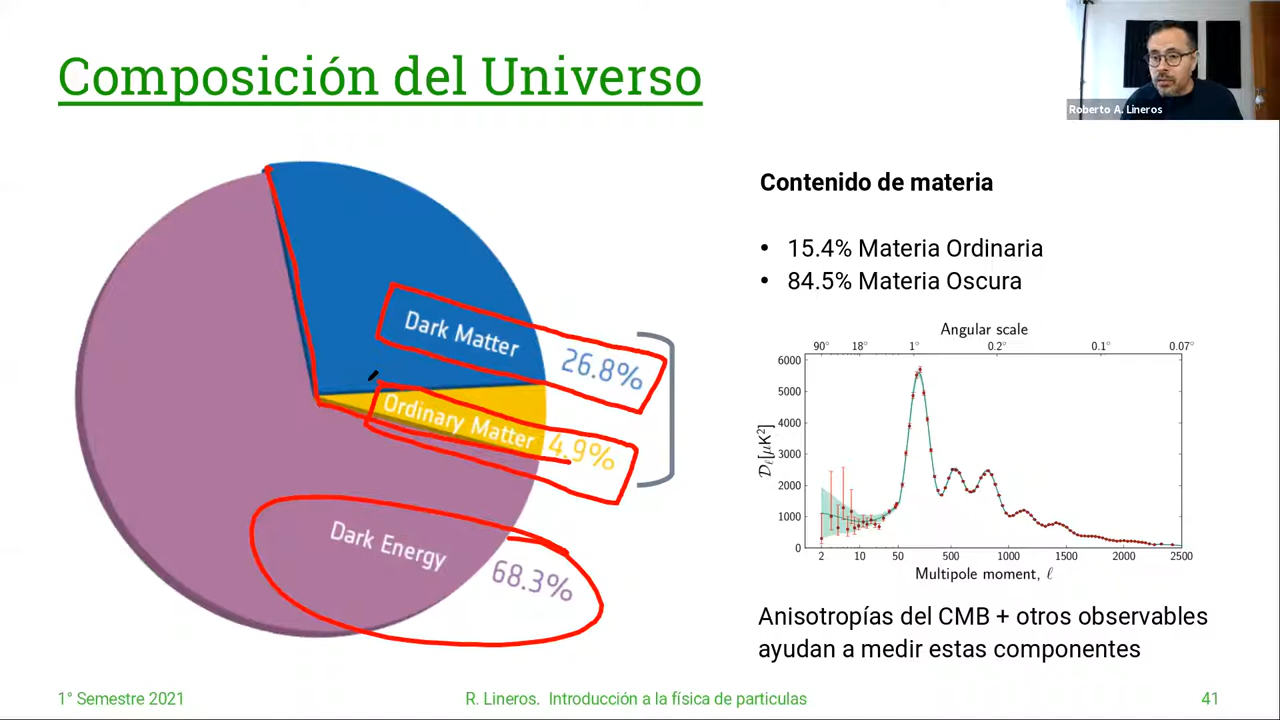 Composición del Universo
Roberto A. Lineros
Dark Matter
26.8%
Ordinary Matter 4.9%
Dark Energy
68.3%
Contenido de materia
• 15.4% Materia Ordinaria
• 84.5% Materia Oscura
Angular scale
90° 18° 1° 0.2° 0.1° 0.07°
6000
5000
4000
3000
2000
1000
0
𝒟ℓ[μK²]
2 10 50 500 1000 1500 2000 2500
Multipole moment, ℓ
Anisotropías del CMB + otros observables
ayudan a medir estas componentes
1° Semestre 2021
R. Lineros. Introducción a la física de particulas
41